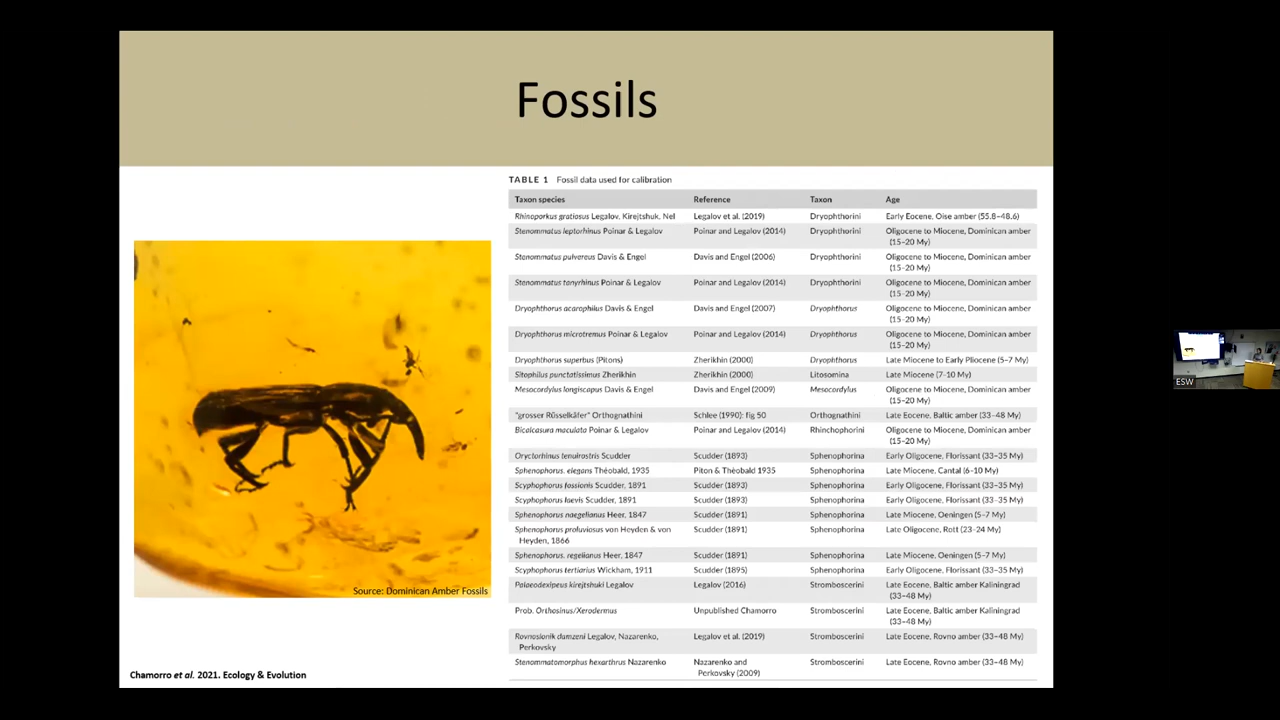 Fossils
TABLE 1 Fossil data used for calibration
Taxon species Reference Taxon Age
Rhinoporkus gratiosus Legalov, Kirejtshuk, Nel Legalov et al. (2019) Dryophthorini Early Eocene, Oise amber (55.8–48.6)
Stenommatus leptorhinus Poinar & Legalov Poinar and Legalov (2014) Dryophthorini Oligocene to Miocene, Dominican amber
(15–20 My)
Stenommatus pulvereus Davis & Engel Davis and Engel (2006) Dryophthorini Oligocene to Miocene, Dominican amber
(15–20 My)
Stenommatus tanyrhinus Poinar & Legalov Poinar and Legalov (2014) Dryophthorini Oligocene to Miocene, Dominican amber
(15–20 My)
Dryophthorus acarophilus Davis & Engel Davis and Engel (2007) Dryophthorus Oligocene to Miocene, Dominican amber
(15–20 My)
Dryophthorus microtremus Poinar & Legalov Poinar and Legalov (2014) Dryophthorus Oligocene to Miocene, Dominican amber
(15–20 My)
Dryophthorus superbus (Pitons) Zherikhin (2000) Dryophthorus Late Miocene to Early Pliocene (5–7 My)
Sitophilus punctatissimus Zherikhin Zherikhin (2000) Litosomina Late Miocene (7-10 My)
Mesocordylus longiscapus Davis & Engel Davis and Engel (2009) Mesocordylus Oligocene to Miocene, Dominican amber
(15–20 My)
"grosser Rüsselkäfer" Orthognathini Schlee (1990): fig 50 Orthognathini Late Eocene, Baltic amber (33–48 My)
Bicalcasura maculata Poinar & Legalov Poinar and Legalov (2014) Rhinchophorini Oligocene to Miocene, Dominican amber
(15–20 My)
Oryctorhinus tenuirostris Scudder Scudder (1893) Sphenophorina Early Oligocene, Florissant (33–35 My)
Sphenophorus. elegans Théobald, 1935 Piton & Théobald 1935 Sphenophorina Late Miocene, Cantal (6-10 My)
Scyphophorus fossionis Scudder, 1891 Scudder (1893) Sphenophorina Early Oligocene, Florissant (33–35 My)
Scyphophorus laevis Scudder, 1891 Scudder (1893) Sphenophorina Early Oligocene, Florissant (33–35 My)
Sphenophorus naegelianus Heer, 1847 Scudder (1891) Sphenophorina Late Miocene, Oeningen (5–7 My)
Sphenophorus proluviosus von Heyden & von Scudder (1891) Sphenophorina Late Oligocene, Rott (23–24 My)
Heyden, 1866
Sphenophorus. regelianus Heer, 1847 Scudder (1891) Sphenophorina Late Miocene, Oeningen (5–7 My)
Scyphophorus tertiarius Wickham, 1911 Scudder (1895) Sphenophorina Early Oligocene, Florissant (33–35 My)
Palaeodexipeus kirejtshuki Legalov Legalov (2016) Stromboscerini Late Eocene, Baltic amber Kaliningrad
(33–48 My)
Prob. Orthosinus/Xerodermus Unpublished Chamorro Stromboscerini Late Eocene, Baltic amber Kaliningrad
(33–48 My)
Rovnoslonik damzeni Legalov, Nazarenko, Legalov et al. (2019) Stromboscerini Late Eocene, Rovno amber (33–48 My)
Perkovsky
Stenommatomorphus hexarthrus Nazarenko Nazarenko and Stromboscerini Late Eocene, Rovno amber (33–48 My)
Perkovsky (2009)
Source: Dominican Amber Fossils
Chamorro et al. 2021. Ecology & Evolution
ESW